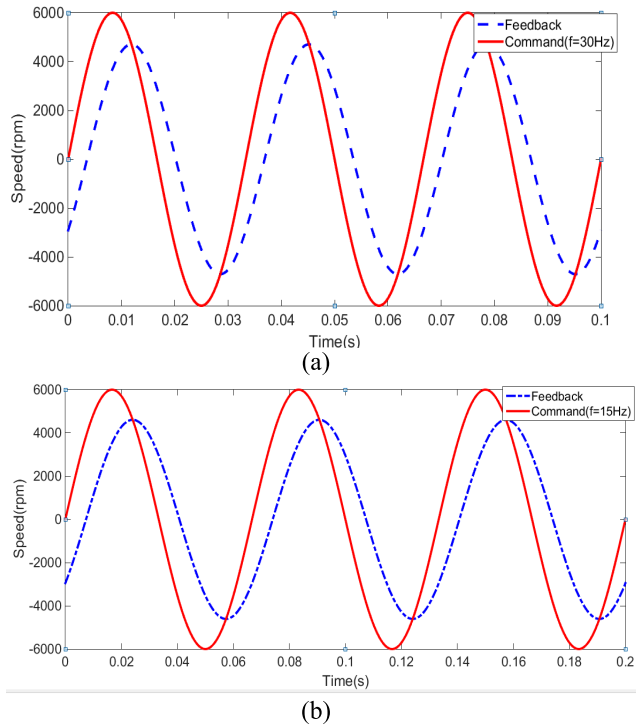 6000
4000
2000
0
-2000
-4000
-6000
Speed(rpm)
Feedback
Command(f=30Hz)
0 0.01 0.02 0.03 0.04 0.05 0.06 0.07 0.08 0.09 0.1
Time(s)
(a)
6000
4000
2000
0
-2000
-4000
-6000
Speed(rpm)
Feedback
Command(f=15Hz)
0 0.02 0.04 0.06 0.08 0.1 0.12 0.14 0.16 0.18 0.2
Time(s)
(b)